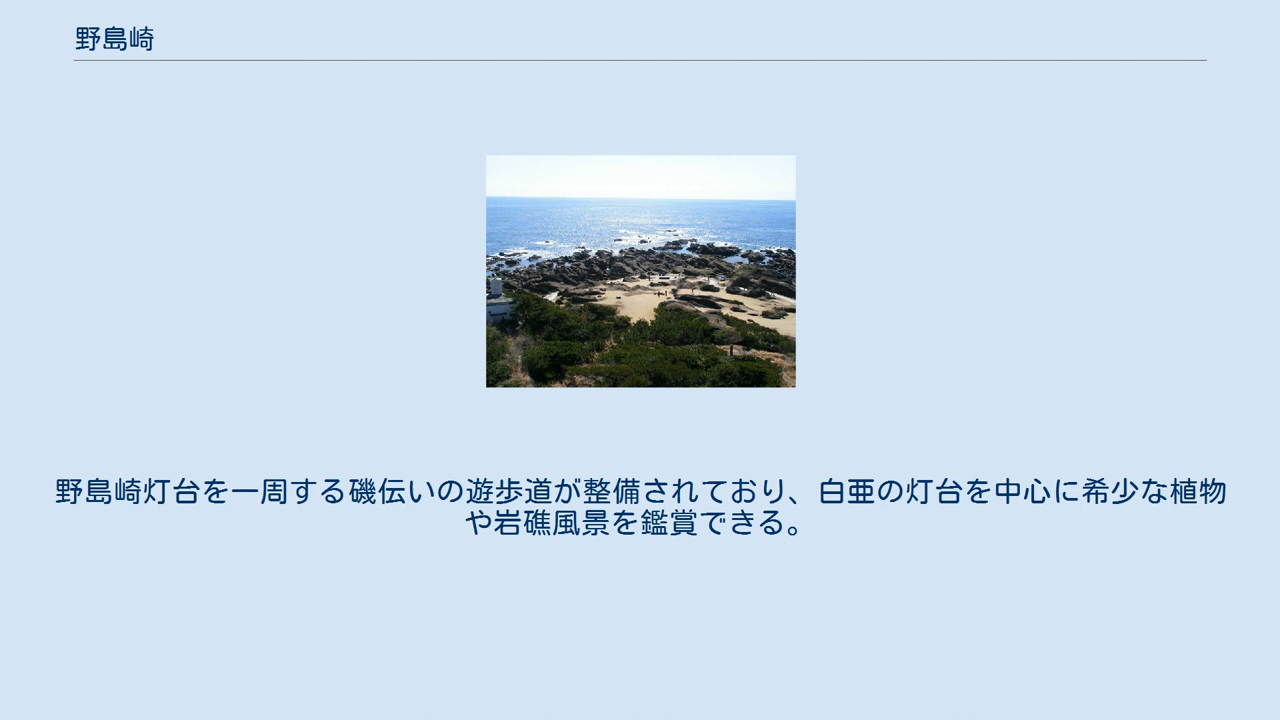 野島崎
野島崎灯台を一周する磯伝いの遊歩道が整備されており、白亜の灯台を中心に希少な植物
や岩礁風景を鑑賞できる。